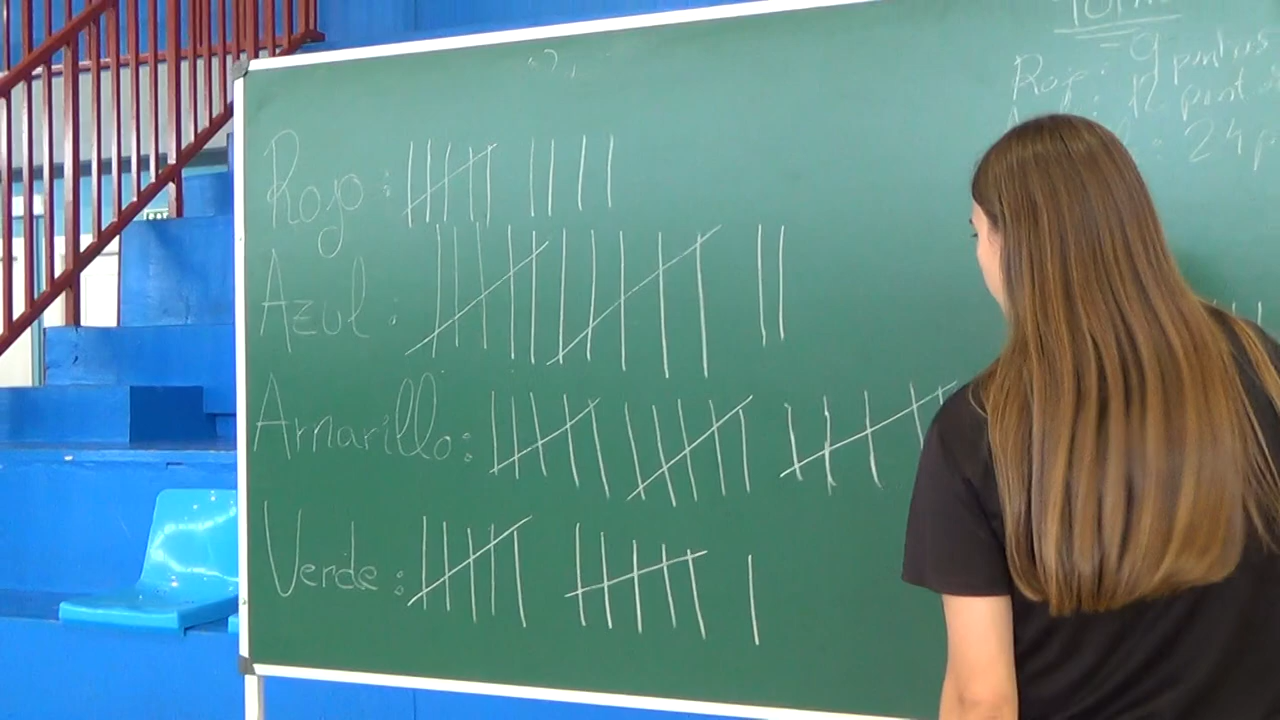 Rojo:
Azul:
Amarillo:
Verde:
9 puntos
Rojo: 12 punt
: 24 p